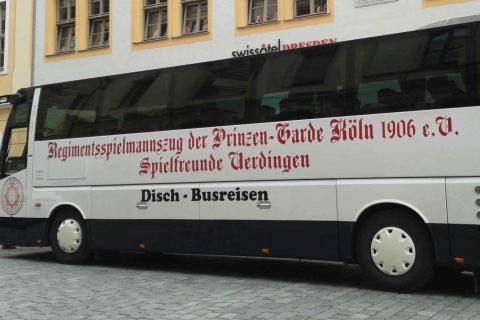 swissôtel DRESDEN
Regimentsspielmannszug der Prinzen-Garde Köln 1906 e.V.
Spielfreunde Uerdingen
Disch - Busreisen